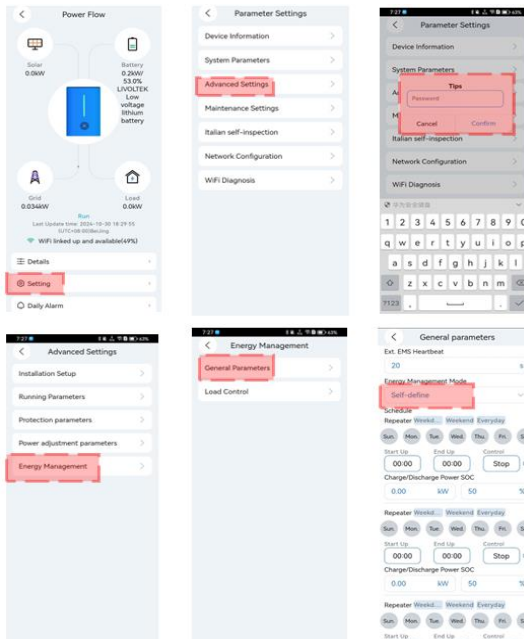 Power Flow
Solar
0.0kW
Battery
0.2kW/
53.0%
LIVOLTEK
Low
voltage
lithium
battery
Grid
0.034kW
Load
0.0kW
Run
Last Update time: 2024-10-30 18:29:55
(UTC+08:00)Beijing
WiFi linked up and available(49%)
Details
Setting
Daily Alarm
Parameter Settings
Device Information
System Parameters
Advanced Settings
Maintenance Settings
Italian self-inspection
Network Configuration
WiFi Diagnosis
7:27
43%
Parameter Settings
Device Information
System Parameters
Tips
Password
Cancel Confirm
Italian self-inspection
Network Configuration
WiFi Diagnosis
1 2 3 4 5 6 7 8 9 0
q w e r t y u i o p
a s d f g h j k l
z x c v b n m
?123 , .
7:27
43%
Advanced Settings
Installation Setup
Running Parameters
Protection parameters
Power adjustment parameters
Energy Management
7:27
43%
Energy Management
General Parameters
Load Control
General parameters
Ext. EMS Heartbeat
20 s
Energy Management Mode
Self-define
Schedule
Repeater Weekd... Weekend Everyday
Sun. Mon. Tue. Wed. Thu. Fri. S
Start Up End Up Control
00:00 00:00 Stop
Charge/Discharge Power SOC
0.00 kW 50 %
Repeater Weekd... Weekend Everyday
Sun. Mon. Tue. Wed. Thu. Fri. S
Start Up End Up Control
00:00 00:00 Stop
Charge/Discharge Power SOC
0.00 kW 50 %
Repeater Weekd... Weekend Everyday
Sun. Mon. Tue. Wed. Thu. Fri. S
Start Up End Up Control